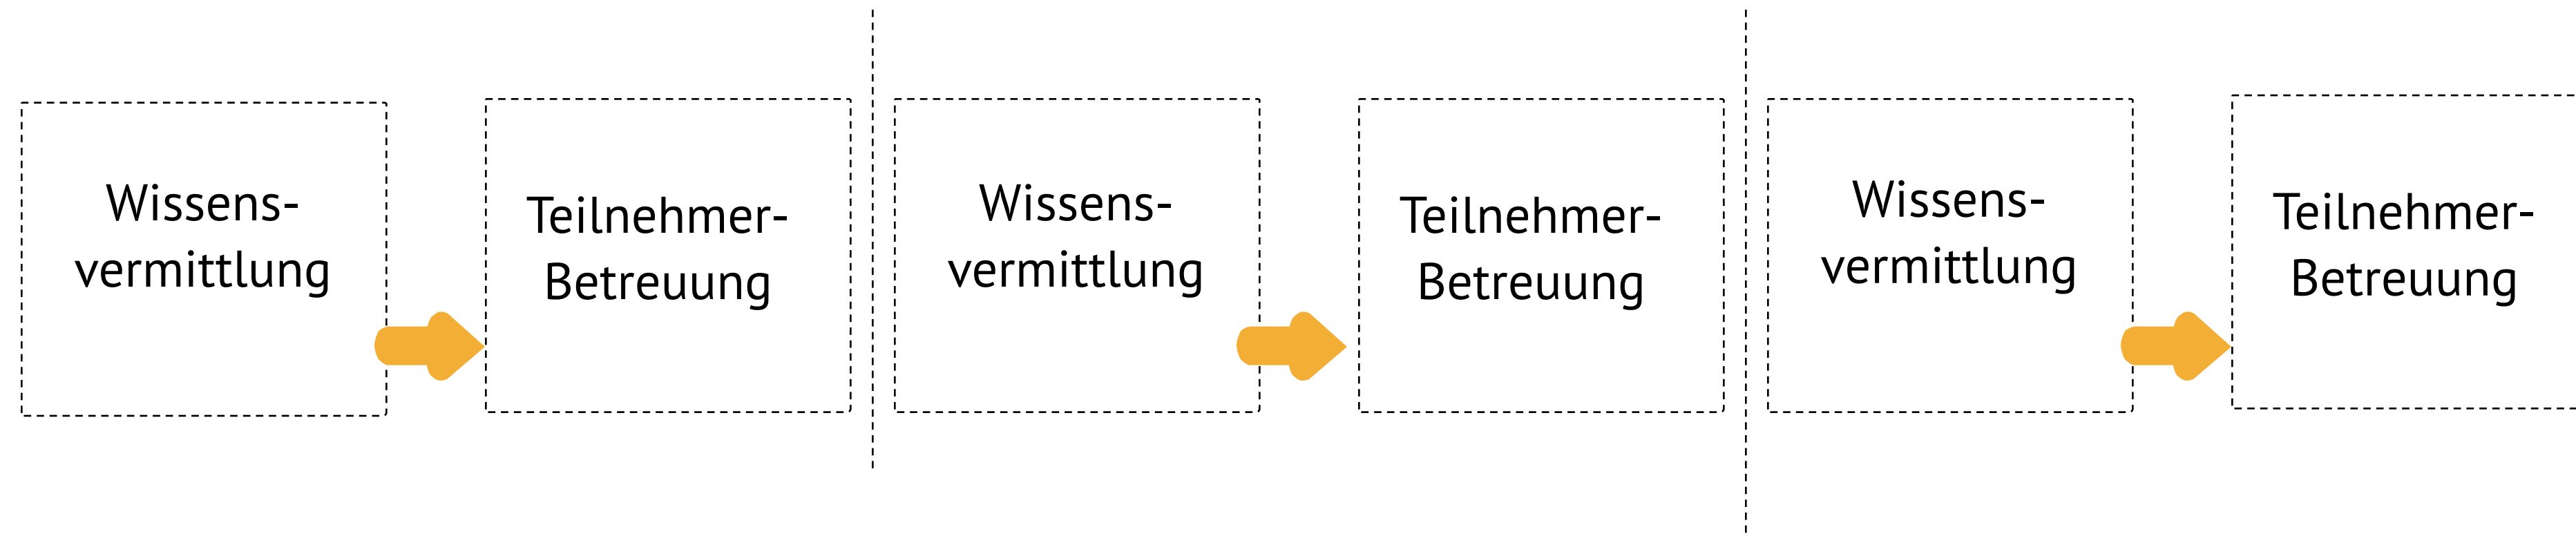 Wissens-
vermittlung
Teilnehmer-
Betreuung
Wissens-
vermittlung
Teilnehmer-
Betreuung
Wissens-
vermittlung
Teilnehmer-
Betreuung